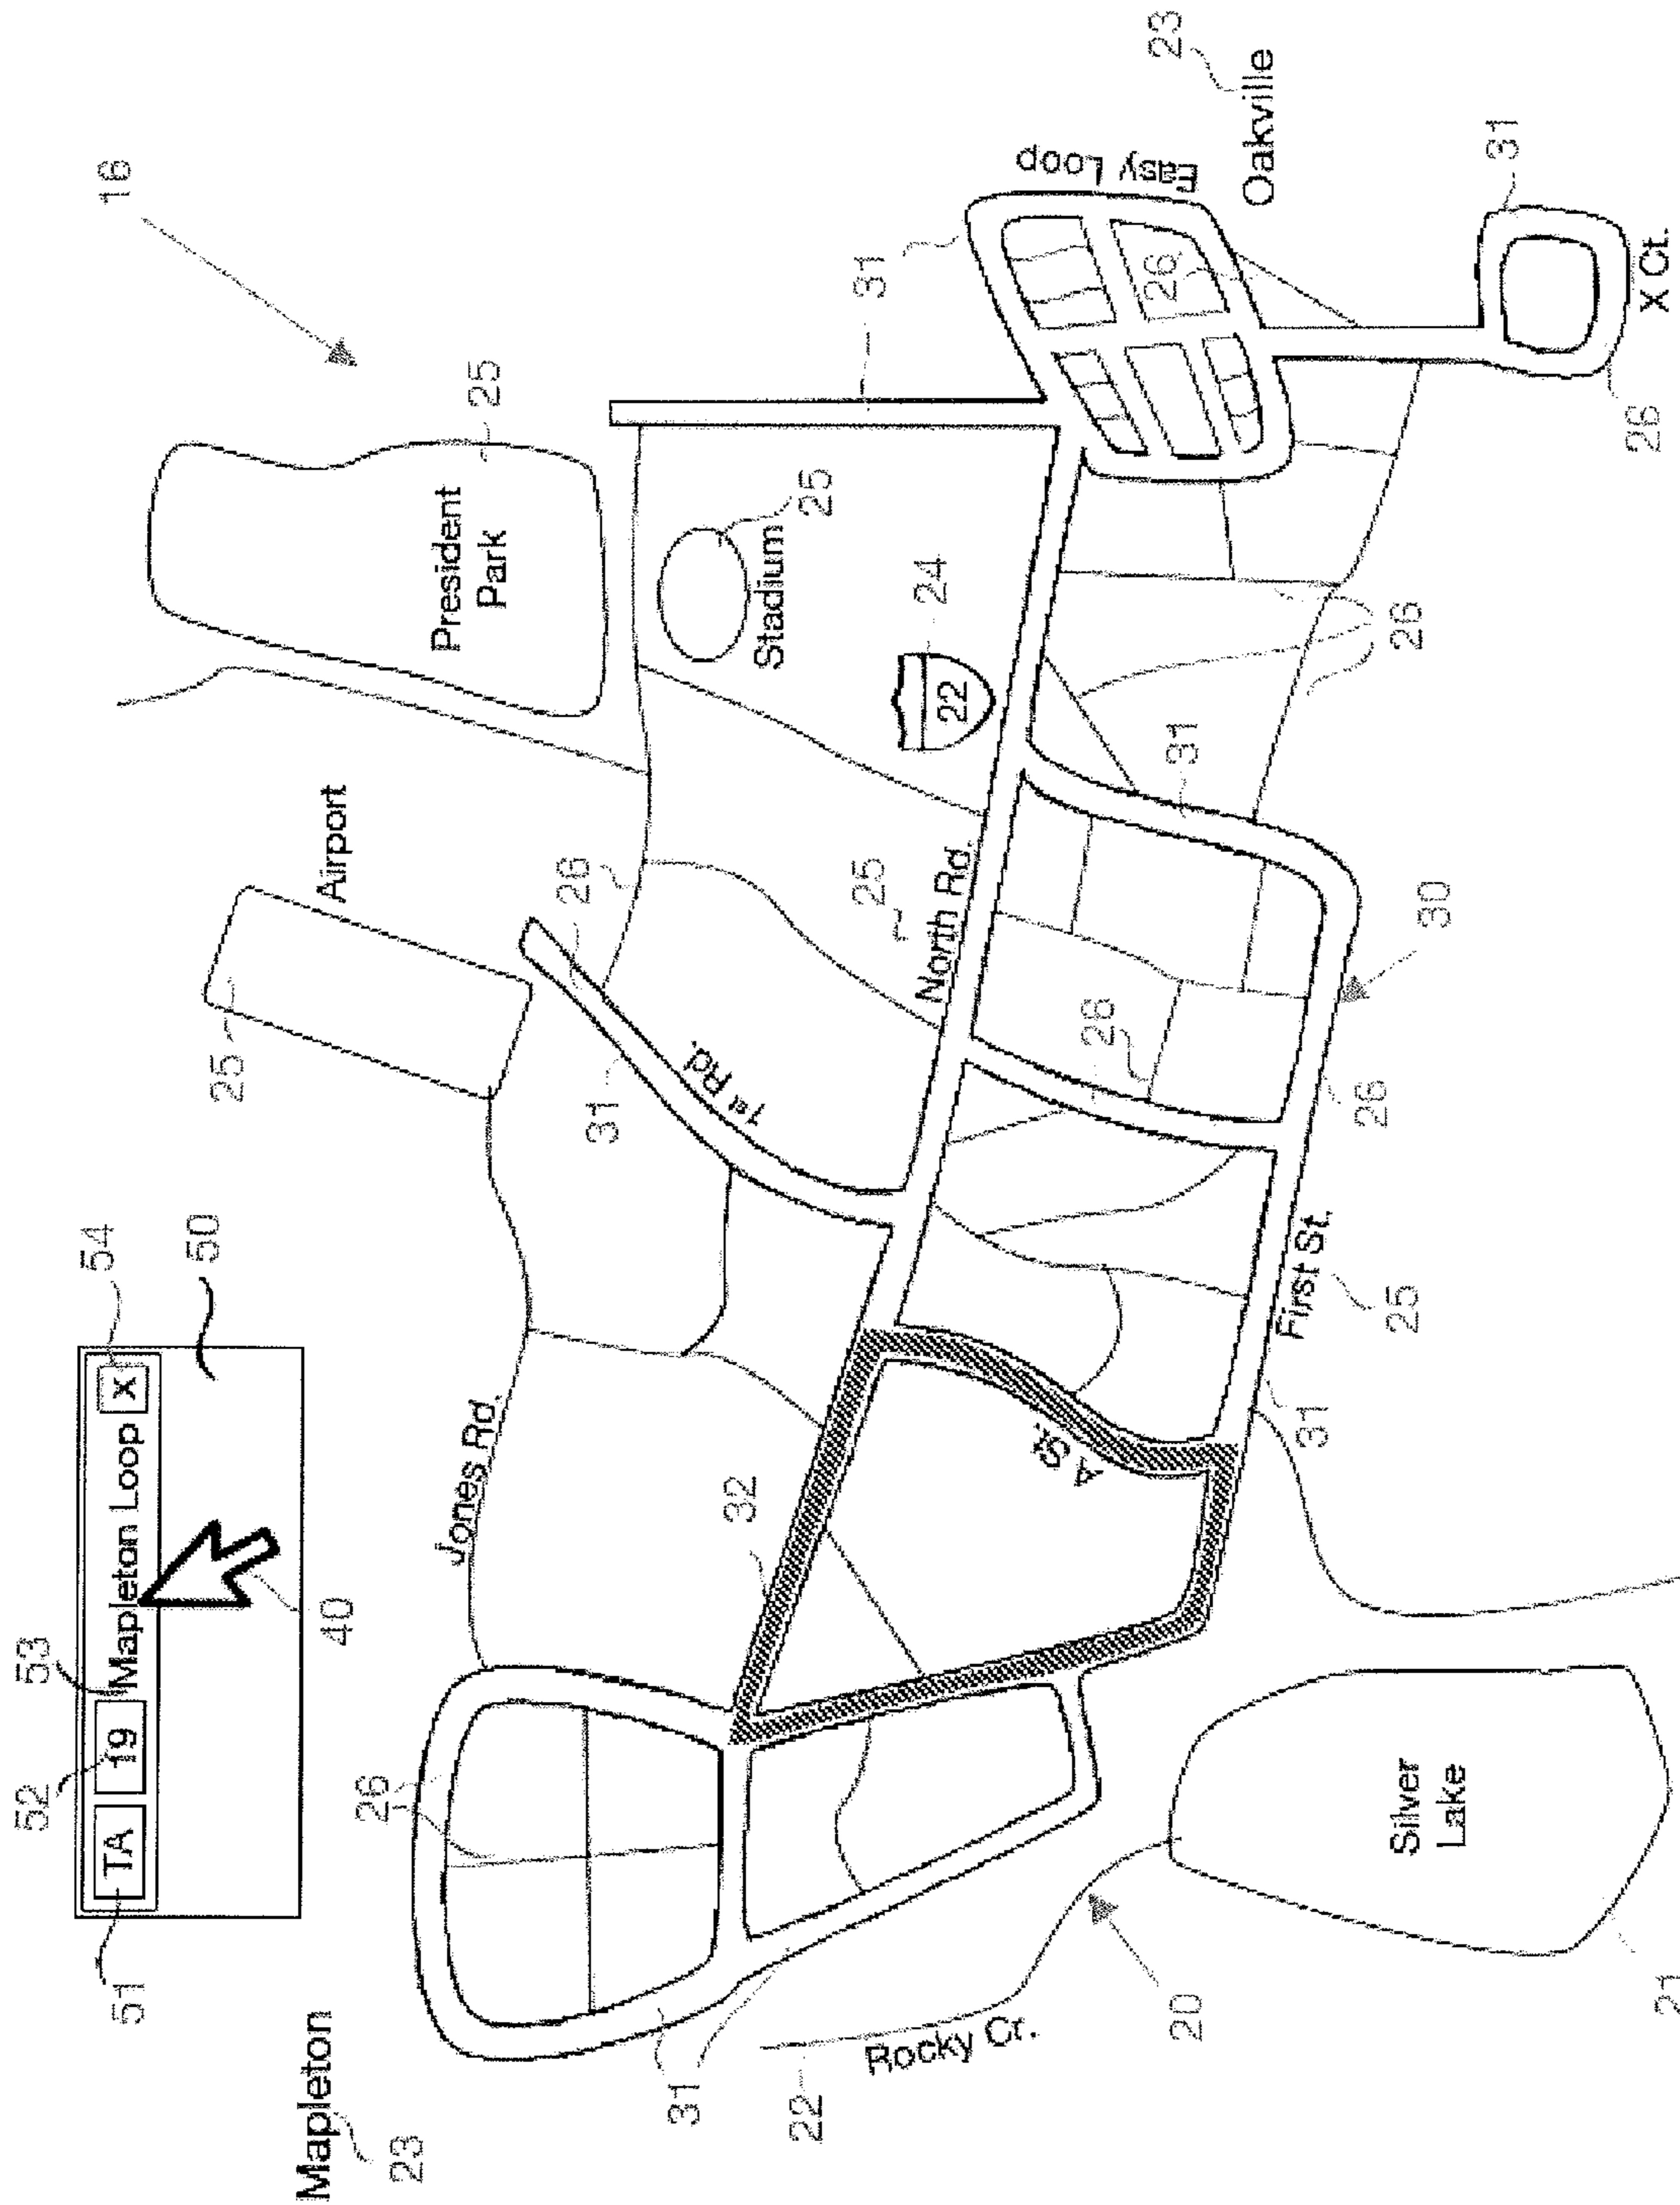 Mapleton
23
51
52
53
54
TA
19
Mapleton Loop
X
50
40
16
25
Airport
25
President
Park
Jones Rd.
26
26
31
1st Rd.
25
Stadium
31
32
25
24
22
North Rd.
31
Easy Loop
26
23
Oakville
31
22
Rocky Cr.
A St.
28
31
20
31
First St.
25
26
30
26
Silver
Lake
21
26
X Ct.
31